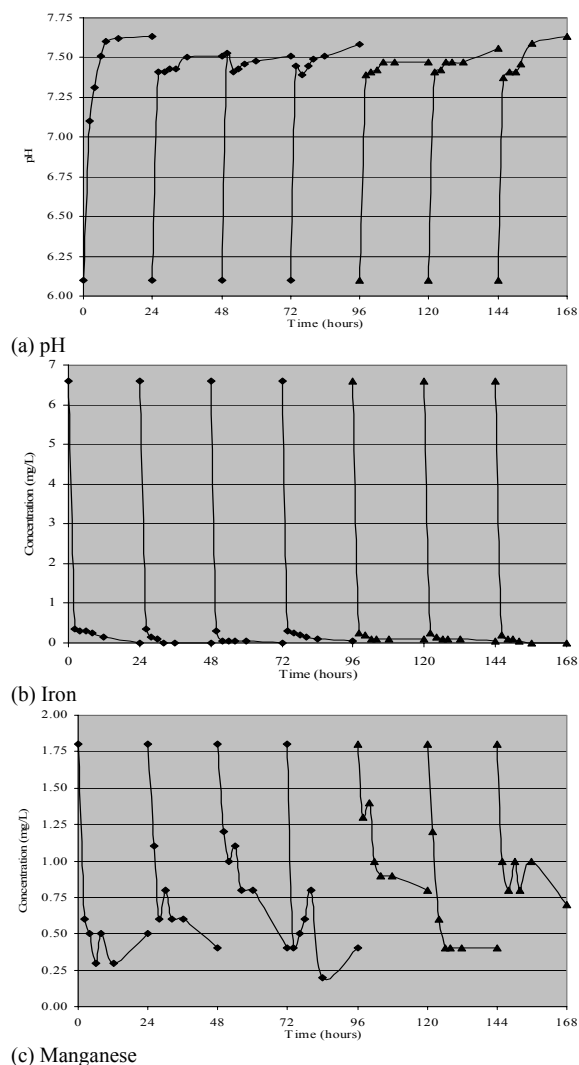 7.75
7.50
7.25
7.00
6.75
6.50
6.25
6.00
pH
0 24 48 72 96 120 144 168
Time (hours)
(a) pH
7
6
5
4
3
2
1
0
Concentration (mg/L)
0 24 48 72 96 120 144 168
Time (hours)
(b) Iron
2.00
1.75
1.50
1.25
1.00
0.75
0.50
0.25
0.00
Concentration (mg/L)
0 24 48 72 96 120 144 168
Time (hours)
(c) Manganese